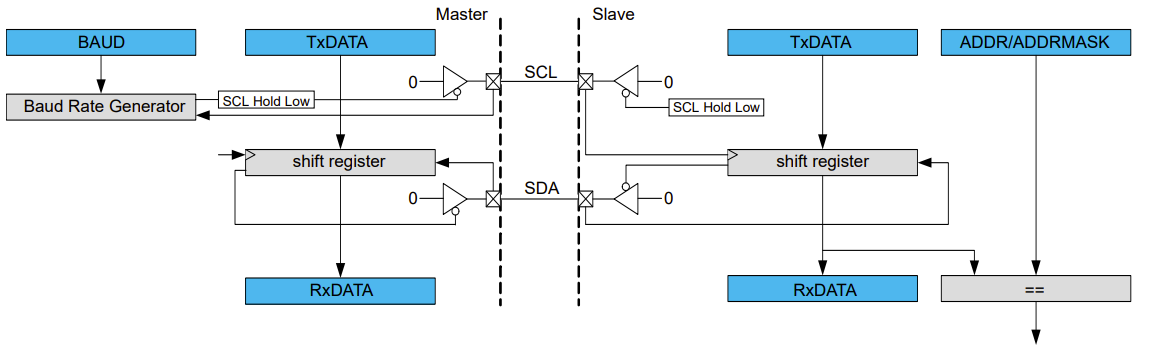 Master
Slave
BAUD
TxDATA
TxDATA
ADDR/ADDRMASK
0
SCL
0
Baud Rate Generator
SCL Hold Low
SCL Hold Low
shift register
shift register
0
SDA
0
RxDATA
RxDATA
==